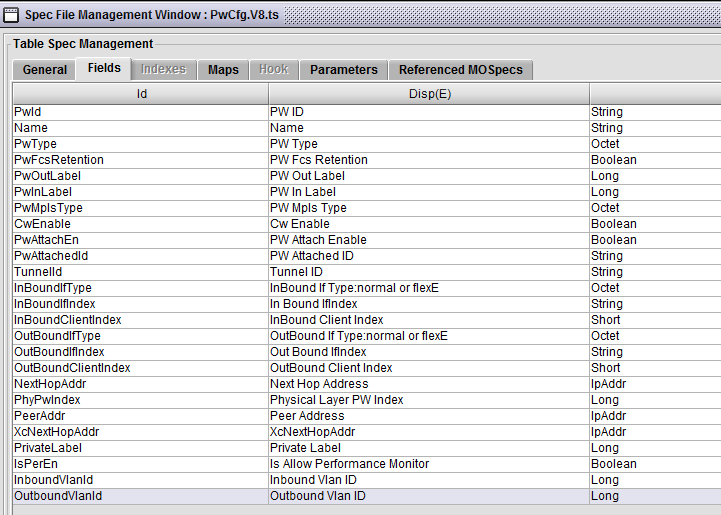 Spec File Management Window : PwCfg.V8.ts
Table Spec Management
General Fields Indexes Maps Hook Parameters Referenced MOSpecs
Id Disp(E)
PwId PW ID String
Name Name String
PwType PW Type Octet
PwFcsRetention PW Fcs Retention Boolean
PwOutLabel PW Out Label Long
PwInLabel PW In Label Long
PwMplsType PW Mpls Type Octet
CwEnable Cw Enable Boolean
PwAttachEn PW Attach Enable Boolean
PwAttachedId PW Attached ID String
TunnelId Tunnel ID String
InBoundIfType InBound If Type:normal or flexE Octet
InBoundIfIndex In Bound IfIndex String
InBoundClientIndex InBound Client Index Short
OutBoundIfType OutBound If Type:normal or flexE Octet
OutBoundIfIndex Out Bound IfIndex String
OutBoundClientIndex OutBound Client Index Short
NextHopAddr Next Hop Address IpAddr
PhyPwIndex Physical Layer PW Index Long
PeerAddr Peer Address IpAddr
XcNextHopAddr XcNextHopAddr IpAddr
PrivateLabel Private Label Long
IsPerEn Is Allow Performance Monitor Boolean
InboundVlanId Inbound Vlan ID Long
OutboundVlanId Outbound Vlan ID Long